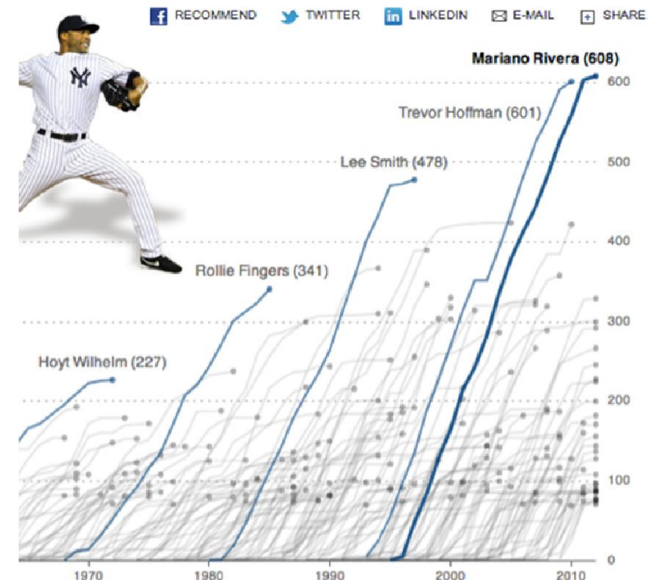 RECOMMEND TWITTER LINKEDIN E-MAIL SHARE
Mariano Rivera (608)
600
Trevor Hoffman (601)
Lee Smith (478)
500
400
Rollie Fingers (341)
300
Hoyt Wilhelm (227)
200
100
0
1970 1980 1990 2000 2010